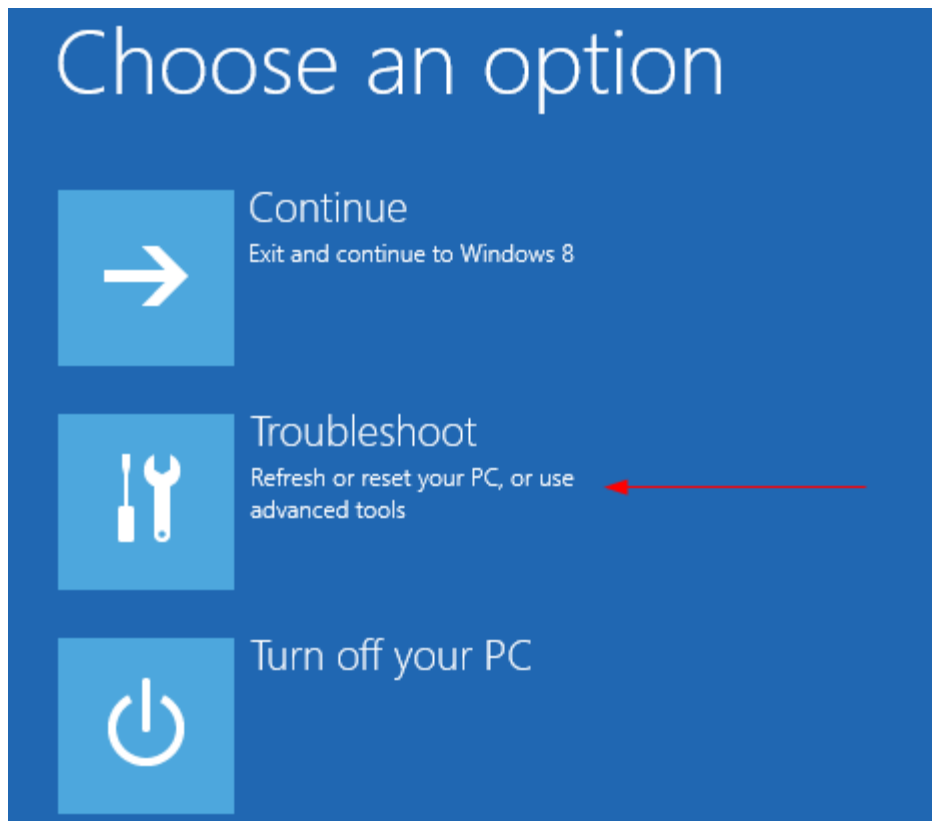 Choose an option
Continue
Exit and continue to Windows 8
Troubleshoot
Refresh or reset your PC, or use
advanced tools
Turn off your PC